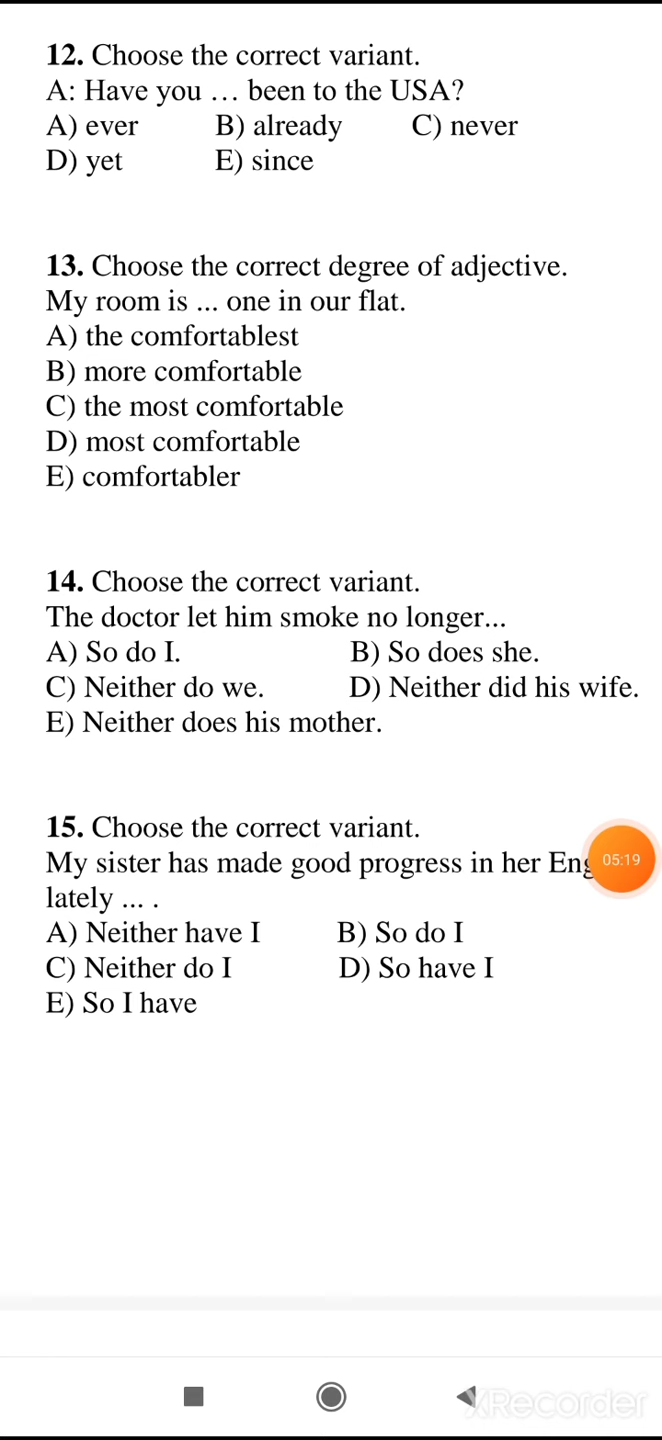 12. Choose the correct variant.
A: Have you … been to the USA?
A) ever B) already C) never
D) yet E) since
13. Choose the correct degree of adjective.
My room is ... one in our flat.
A) the comfortablest
B) more comfortable
C) the most comfortable
D) most comfortable
E) comfortabler
14. Choose the correct variant.
The doctor let him smoke no longer...
A) So do I. B) So does she.
C) Neither do we. D) Neither did his wife.
E) Neither does his mother.
15. Choose the correct variant.
My sister has made good progress in her Eng
05:19
lately ... .
A) Neither have I B) So do I
C) Neither do I D) So have I
E) So I have
XRecorder